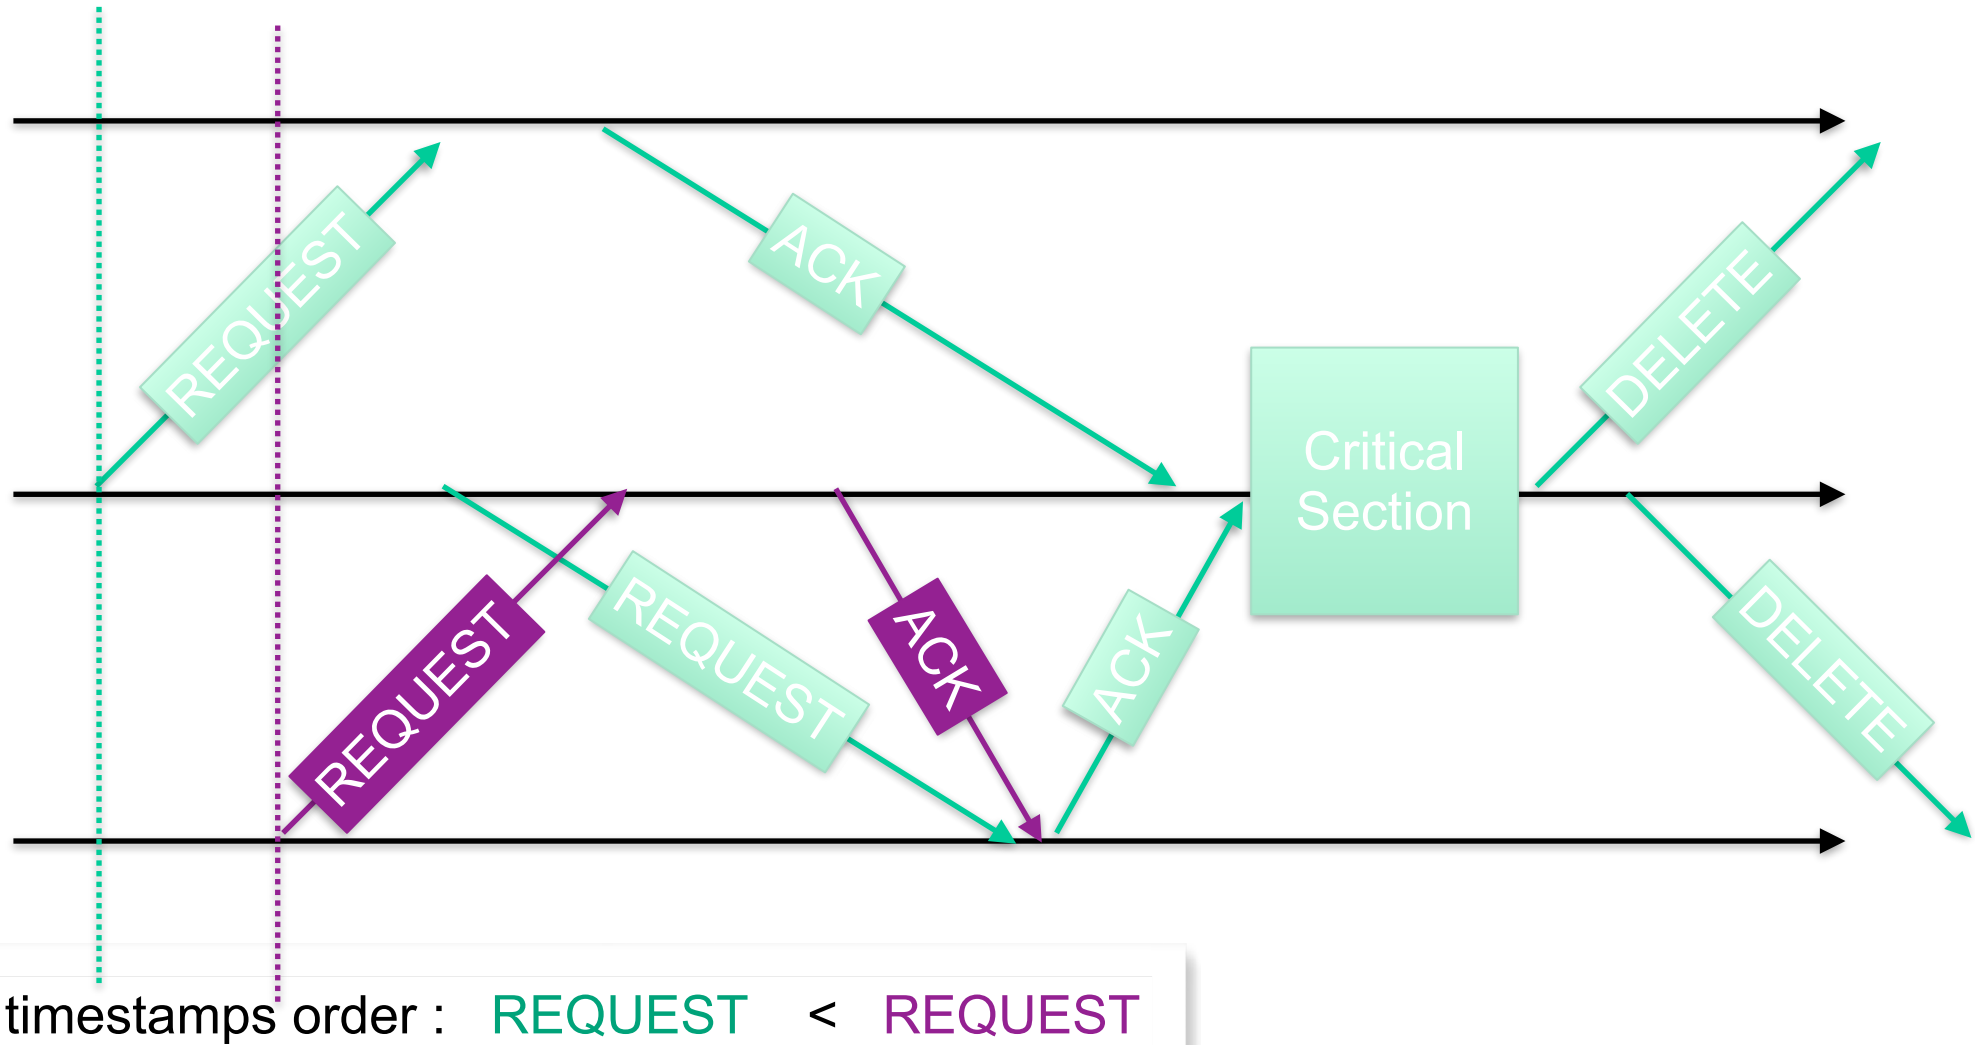 REQUEST
ACK
DELETE
Critical
Section
REQUEST
REQUEST
ACK
ACK
DELETE
timestamps order : REQUEST < REQUEST